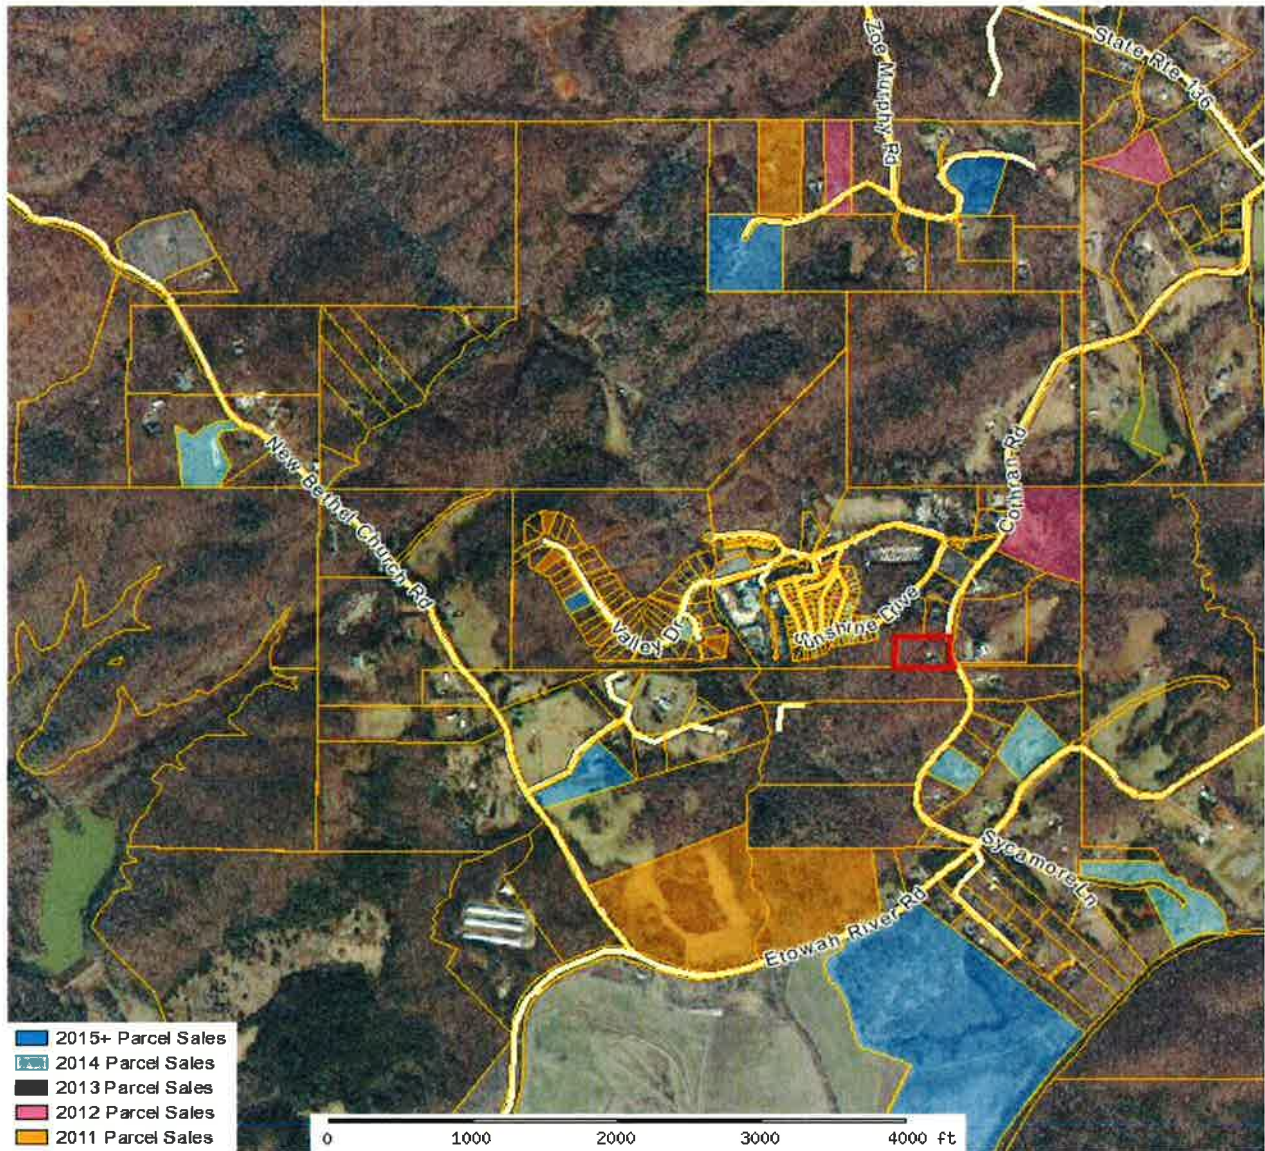 State Rte 136
Zoe Murphy Rd
Cothran Rd
New Bethel Church Rd
Valley Dr
Sunshine Drive
Sycamore Ln
Etowah River Rd
2015+ Parcel Sales
2014 Parcel Sales
2013 Parcel Sales
2012 Parcel Sales
2011 Parcel Sales
0 1000 2000 3000 4000 ft